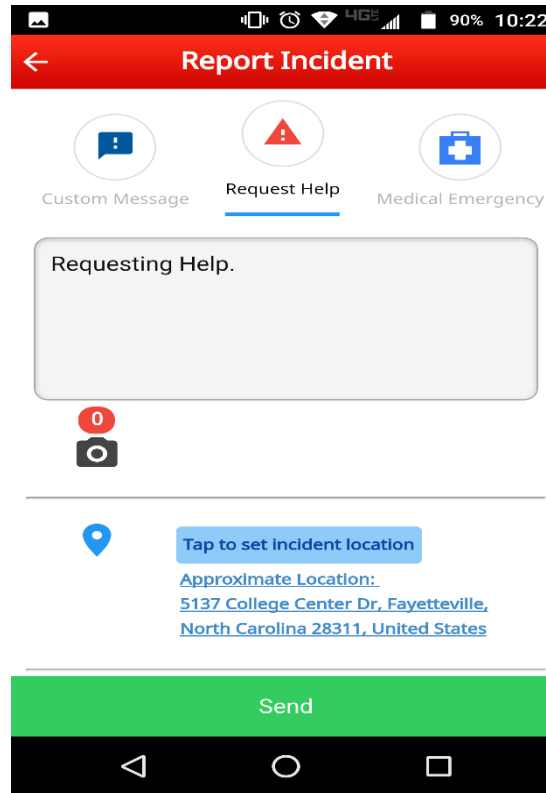 4G 90% 10:22
Report Incident
Custom Message
Request Help
Medical Emergency
Requesting Help.
0
Tap to set incident location
Approximate Location:
5137 College Center Dr, Fayetteville,
North Carolina 28311, United States
Send